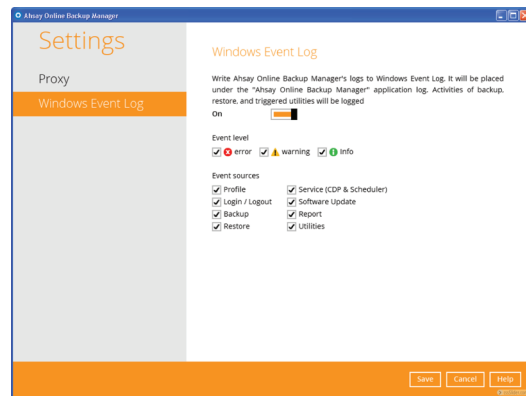 Ahsay Online Backup Manager
Settings
Proxy
Windows Event Log
Windows Event Log
Write Ahsay Online Backup Manager's logs to Windows Event Log. It will be placed
under the "Ahsay Online Backup Manager" application log. Activities of backup,
restore, and triggered utilities will be logged
On
Event level
error warning Info
Event sources
Profile Service (CDP & Scheduler)
Login / Logout Software Update
Backup Report
Restore Utilities
Save Cancel Help